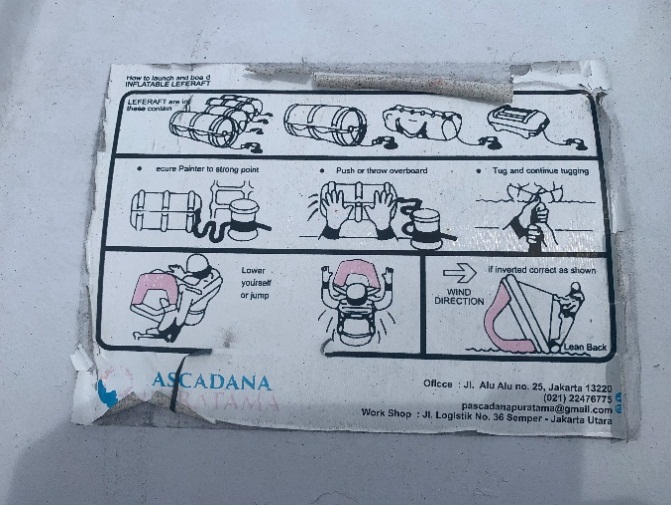 How to launch and boa d
INFLATABLE LEFERAFT
LEFERAFT are in
these contain
• ecure Painter to strong point
• Push or throw overboard
• Tug and continue tugging
Lower
yourself
or jump
WIND
DIRECTION
if inverted correct as shown
Lean Back
ASCADANA
RATAMA
Oficce : Jl. Alu Alu no. 25, Jakarta 13220
(021) 22476775
pascadanapuratama@gmail.com
Work Shop : Jl. Logistik No. 36 Semper - Jakarta Utara